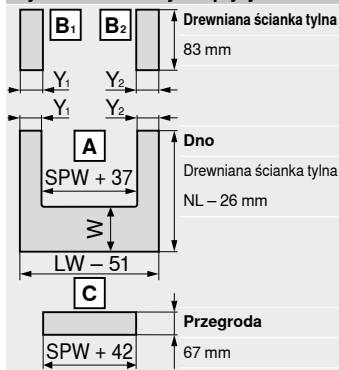 B₁ B₂ Drewniana ścianka tylna
83 mm
Y₁ Y₂
Y₁ Y₂
A Dno
SPW + 37 Drewniana ścianka tylna
NL – 26 mm
W
LW – 51
C
Przegroda
SPW + 42 67 mm